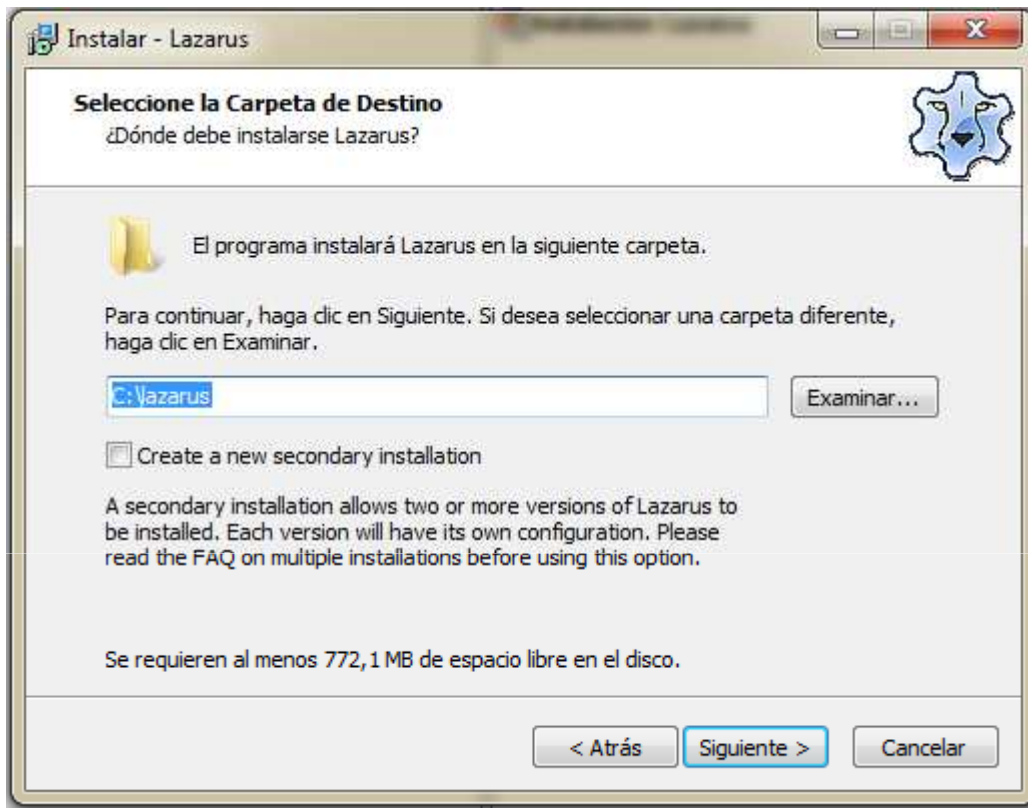 Instalar - Lazarus
Seleccione la Carpeta de Destino
¿Dónde debe instalarse Lazarus?
El programa instalará Lazarus en la siguiente carpeta.
Para continuar, haga clic en Siguiente. Si desea seleccionar una carpeta diferente,
haga clic en Examinar.
C:\lazarus
Examinar...
Create a new secondary installation
A secondary installation allows two or more versions of Lazarus to
be installed. Each version will have its own configuration. Please
read the FAQ on multiple installations before using this option.
Se requieren al menos 772,1 MB de espacio libre en el disco.
< Atrás
Siguiente >
Cancelar